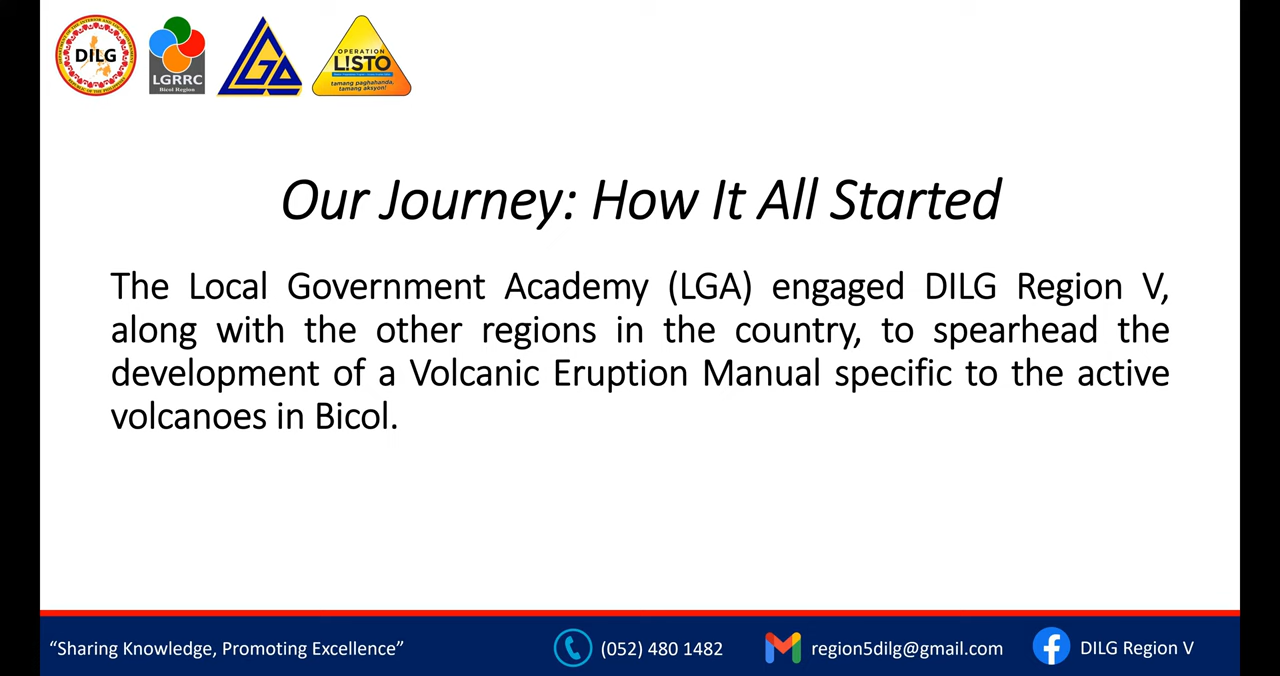 DILG
LGRRC
Bicol Region
LGA
OPERATION
L!STO
tamang paghahanda,
tamang aksyon!
Our Journey: How It All Started
The Local Government Academy (LGA) engaged DILG Region V,
along with the other regions in the country, to spearhead the
development of a Volcanic Eruption Manual specific to the active
volcanoes in Bicol.
“Sharing Knowledge, Promoting Excellence”
(052) 480 1482
region5dilg@gmail.com
DILG Region V